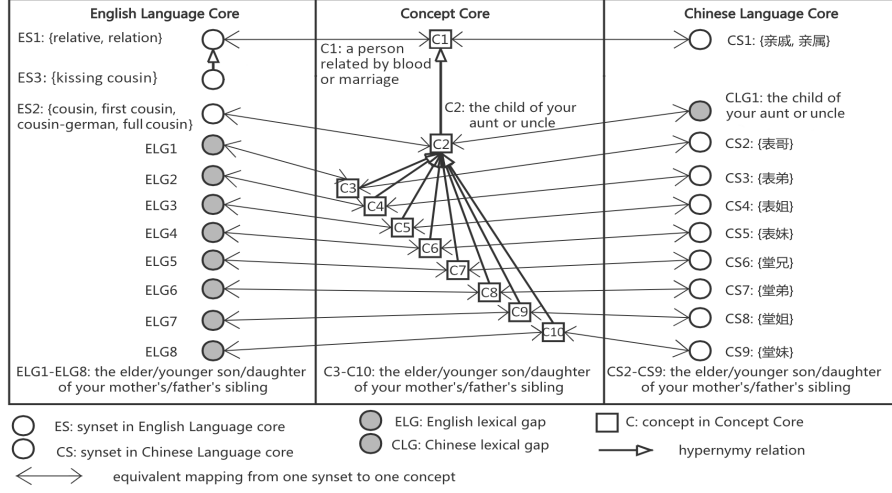 English Language Core
Concept Core
Chinese Language Core
ES1: {relative, relation}
C1
CS1: {亲戚, 亲属}
C1: a person
related by blood
or marriage
ES3: {kissing cousin}
ES2: {cousin, first cousin,
cousin-german, full cousin}
C2: the child of your
aunt or uncle
CLG1: the child of
your aunt or uncle
ELG1
C2
CS2: {表哥}
ELG2
C3
CS3: {表弟}
ELG3
C4
CS4: {表姐}
ELG4
C5
CS5: {表妹}
ELG5
C6
CS6: {堂兄}
ELG6
C7
CS7: {堂弟}
ELG7
C8
CS8: {堂姐}
ELG8
C9
CS9: {堂妹}
C10
ELG1-ELG8: the elder/younger son/daughter
of your mother's/father's sibling
C3-C10: the elder/younger son/daughter
of your mother's/father's sibling
CS2-CS9: the elder/younger son/daughter
of your mother's/father's sibling
ES: synset in English Language core
CS: synset in Chinese Language core
ELG: English lexical gap
CLG: Chinese lexical gap
C: concept in Concept Core
hypernymy relation
equivalent mapping from one synset to one concept